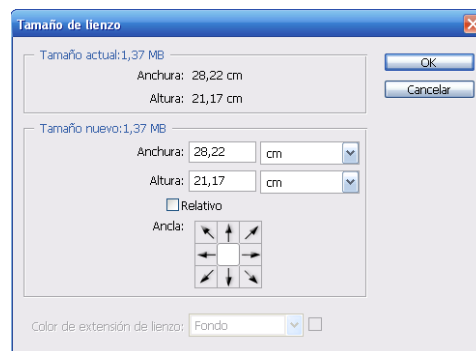 Tamaño de lienzo
Tamaño actual:1,37 MB
Anchura: 28,22 cm
Altura: 21,17 cm
OK
Cancelar
Tamaño nuevo:1,37 MB
Anchura: 28,22 cm
Altura: 21,17 cm
Relativo
Ancla:
Color de extensión de lienzo: Fondo